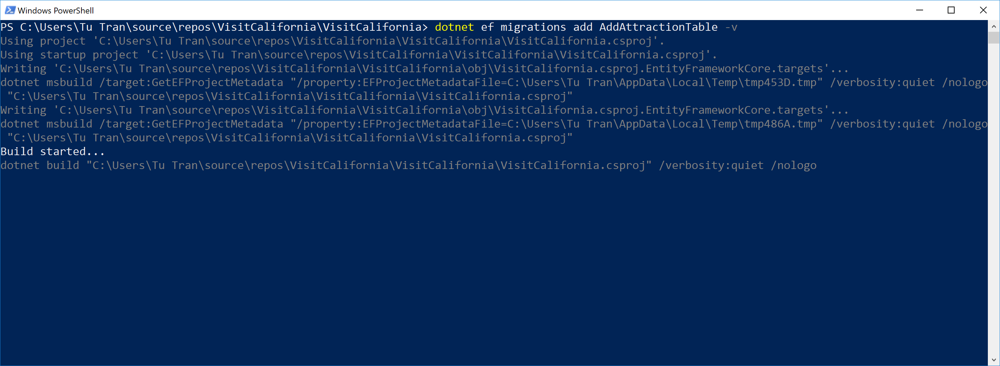 Windows PowerShell
PS C:\Users\Tu Tran\source\repos\VisitCalifornia\VisitCalifornia> dotnet ef migrations add AddAttractionTable -v
Using project 'C:\Users\Tu Tran\source\repos\VisitCalifornia\VisitCalifornia\VisitCalifornia.csproj'.
Using startup project 'C:\Users\Tu Tran\source\repos\VisitCalifornia\VisitCalifornia\VisitCalifornia.csproj'.
Writing 'C:\Users\Tu Tran\source\repos\VisitCalifornia\VisitCalifornia\obj\VisitCalifornia.csproj.EntityFrameworkCore.targets'...
dotnet msbuild /target:GetEFProjectMetadata "/property:EFProjectMetadataFile=C:\Users\Tu Tran\AppData\Local\Temp\tmp453D.tmp" /verbosity:quiet /nologo
"C:\Users\Tu Tran\source\repos\VisitCalifornia\VisitCalifornia\VisitCalifornia.csproj"
Writing 'C:\Users\Tu Tran\source\repos\VisitCalifornia\VisitCalifornia\obj\VisitCalifornia.csproj.EntityFrameworkCore.targets'...
dotnet msbuild /target:GetEFProjectMetadata "/property:EFProjectMetadataFile=C:\Users\Tu Tran\AppData\Local\Temp\tmp486A.tmp" /verbosity:quiet /nologo
"C:\Users\Tu Tran\source\repos\VisitCalifornia\VisitCalifornia\VisitCalifornia.csproj"
Build started...
dotnet build "C:\Users\Tu Tran\source\repos\VisitCalifornia\VisitCalifornia\VisitCalifornia.csproj" /verbosity:quiet /nologo